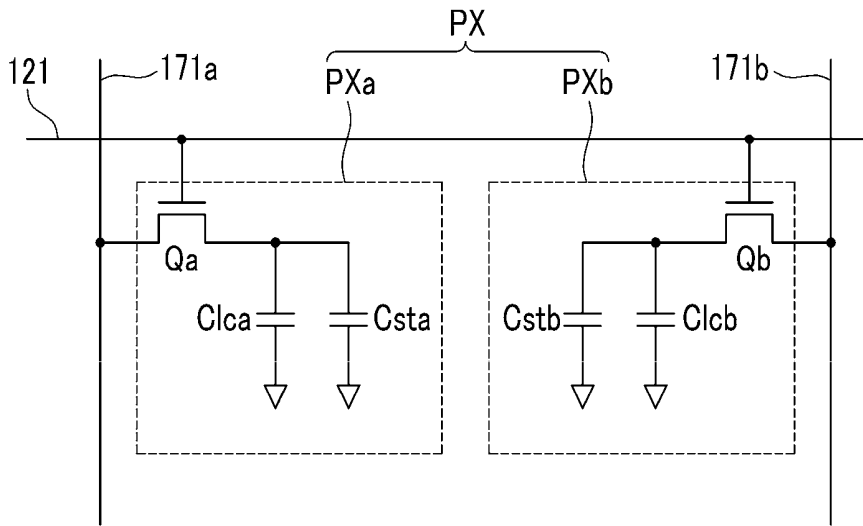 PX
121
171a
PXa
PXb
171b
Qa
Qb
Clca
Csta
Cstb
Clcb